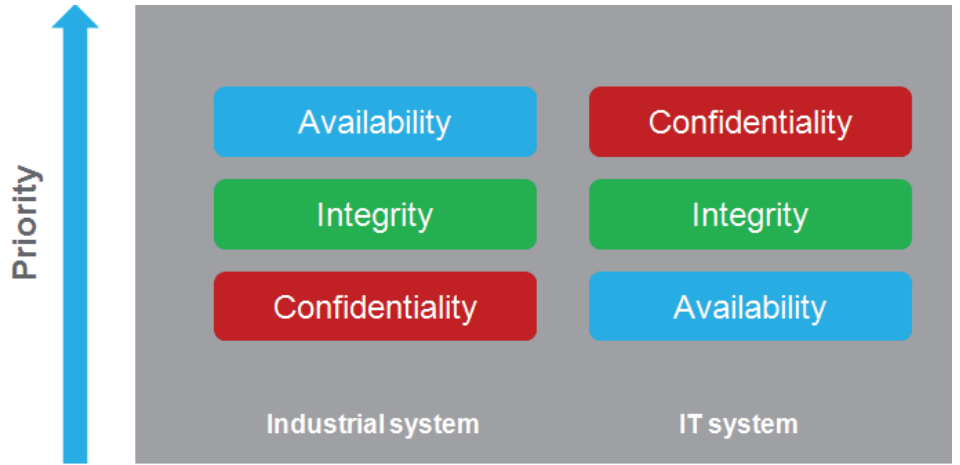 Priority
Availability
Confidentiality
Integrity
Integrity
Confidentiality
Availability
Industrial system
IT system